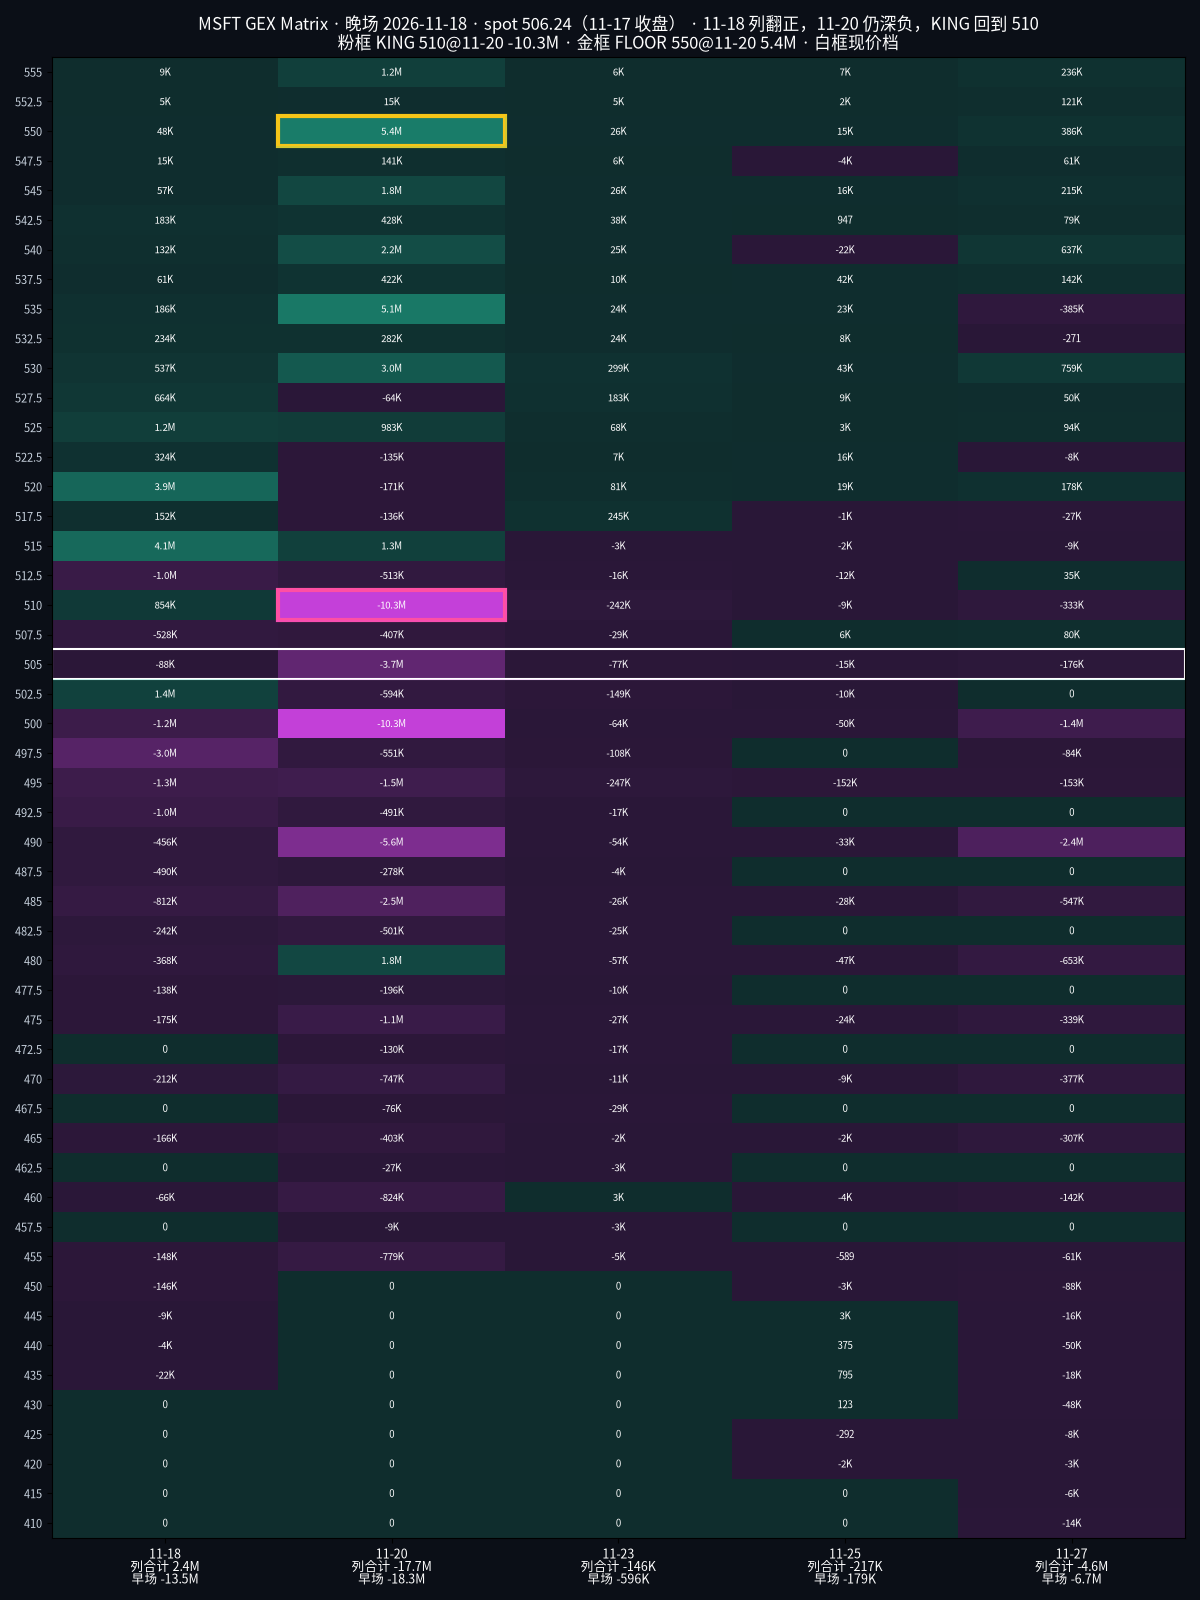 MSFT GEX Matrix · 晚场 2026-11-18 · spot 506.24（11-17 收盘） · 11-18 列翻正，11-20 仍深负，KING 回到 510
粉框 KING 510@11-20 -10.3M · 金框 FLOOR 550@11-20 5.4M · 白框现价档
555 9K 1.2M 6K 7K 236K
552.5 5K 15K 5K 2K 121K
550 48K 5.4M 26K 15K 386K
547.5 15K 141K 6K -4K 61K
545 57K 1.8M 26K 16K 215K
542.5 183K 428K 38K 947 79K
540 132K 2.2M 25K -22K 637K
537.5 61K 422K 10K 42K 142K
535 186K 5.1M 24K 23K -385K
532.5 234K 282K 24K 8K -271
530 537K 3.0M 299K 43K 759K
527.5 664K -64K 183K 9K 50K
525 1.2M 983K 68K 3K 94K
522.5 324K -135K 7K 16K -8K
520 3.9M -171K 81K 19K 178K
517.5 152K -136K 245K -1K -27K
515 4.1M 1.3M -3K -2K -9K
512.5 -1.0M -513K -16K -12K 35K
510 854K -10.3M -242K -9K -333K
507.5 -528K -407K -29K 6K 80K
505 -88K -3.7M -77K -15K -176K
502.5 1.4M -594K -149K -10K 0
500 -1.2M -10.3M -64K -50K -1.4M
497.5 -3.0M -551K -108K 0 -84K
495 -1.3M -1.5M -247K -152K -153K
492.5 -1.0M -491K -17K 0 0
490 -456K -5.6M -54K -33K -2.4M
487.5 -490K -278K -4K 0 0
485 -812K -2.5M -26K -28K -547K
482.5 -242K -501K -25K 0 0
480 -368K 1.8M -57K -47K -653K
477.5 -138K -196K -10K 0 0
475 -175K -1.1M -27K -24K -339K
472.5 0 -130K -17K 0 0
470 -212K -747K -11K -9K -377K
467.5 0 -76K -29K 0 0
465 -166K -403K -2K -2K -307K
462.5 0 -27K -3K 0 0
460 -66K -824K 3K -4K -142K
457.5 0 -9K -3K 0 0
455 -148K -779K -5K -589 -61K
450 -146K 0 0 -3K -88K
445 -9K 0 0 3K -16K
440 -4K 0 0 375 -50K
435 -22K 0 0 795 -18K
430 0 0 0 123 -48K
425 0 0 0 -292 -8K
420 0 0 0 -2K -3K
415 0 0 0 0 -6K
410 0 0 0 0 -14K
11-18 11-20 11-23 11-25 11-27
列合计 2.4M 列合计 -17.7M 列合计 -146K 列合计 -217K 列合计 -4.6M
早场 -13.5M 早场 -18.3M 早场 -596K 早场 -179K 早场 -6.7M